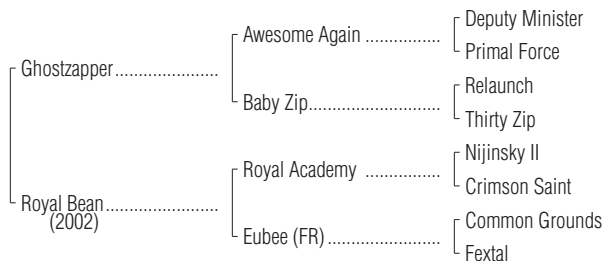 Deputy Minister
Awesome Again ................
Primal Force
Ghostzapper......................
Relaunch
Baby Zip............................
Thirty Zip
Nijinsky II
Royal Academy ................
Crimson Saint
Royal Bean........................
(2002)
Common Grounds
Eubee (FR) ........................
Fextal